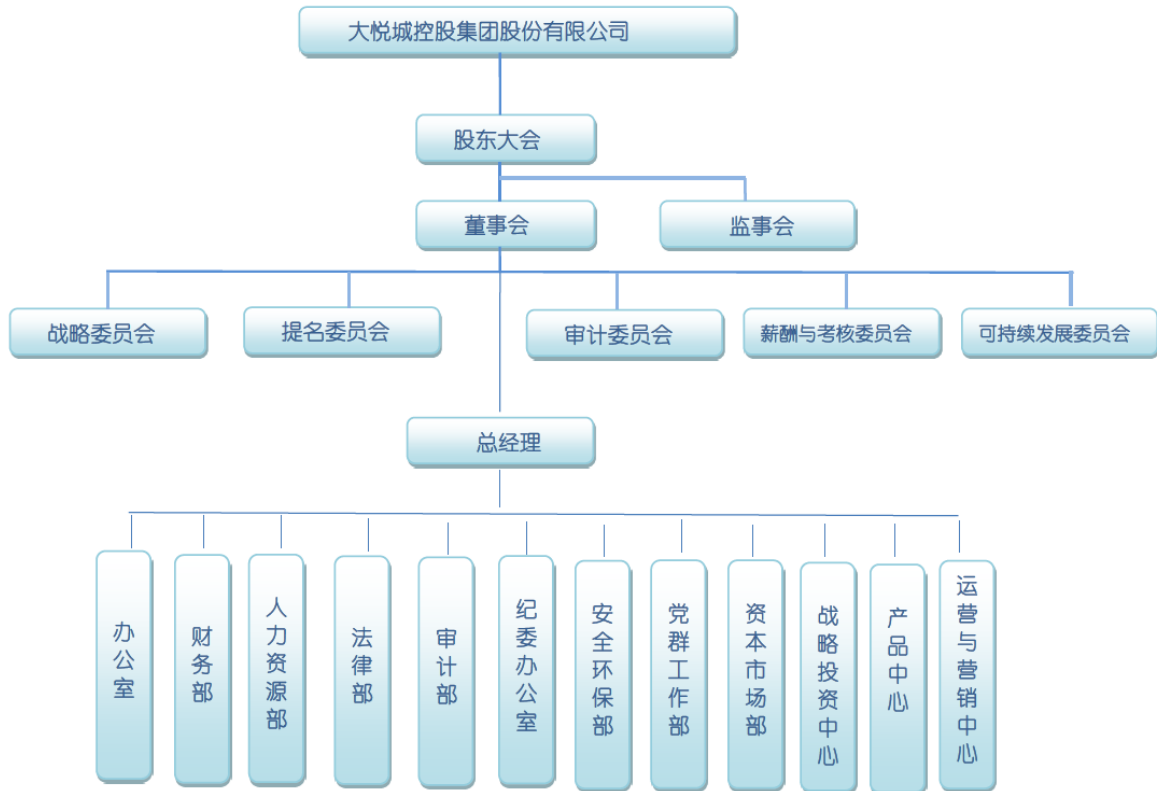 大悦城控股集团股份有限公司
股东大会
董事会
监事会
战略委员会
提名委员会
审计委员会
薪酬与考核委员会
可持续发展委员会
总经理
办公室
财务部
人力资源部
法律部
审计部
纪委办公室
安全环保部
党群工作部
资本市场部
战略投资中心
产品中心
运营与营销中心